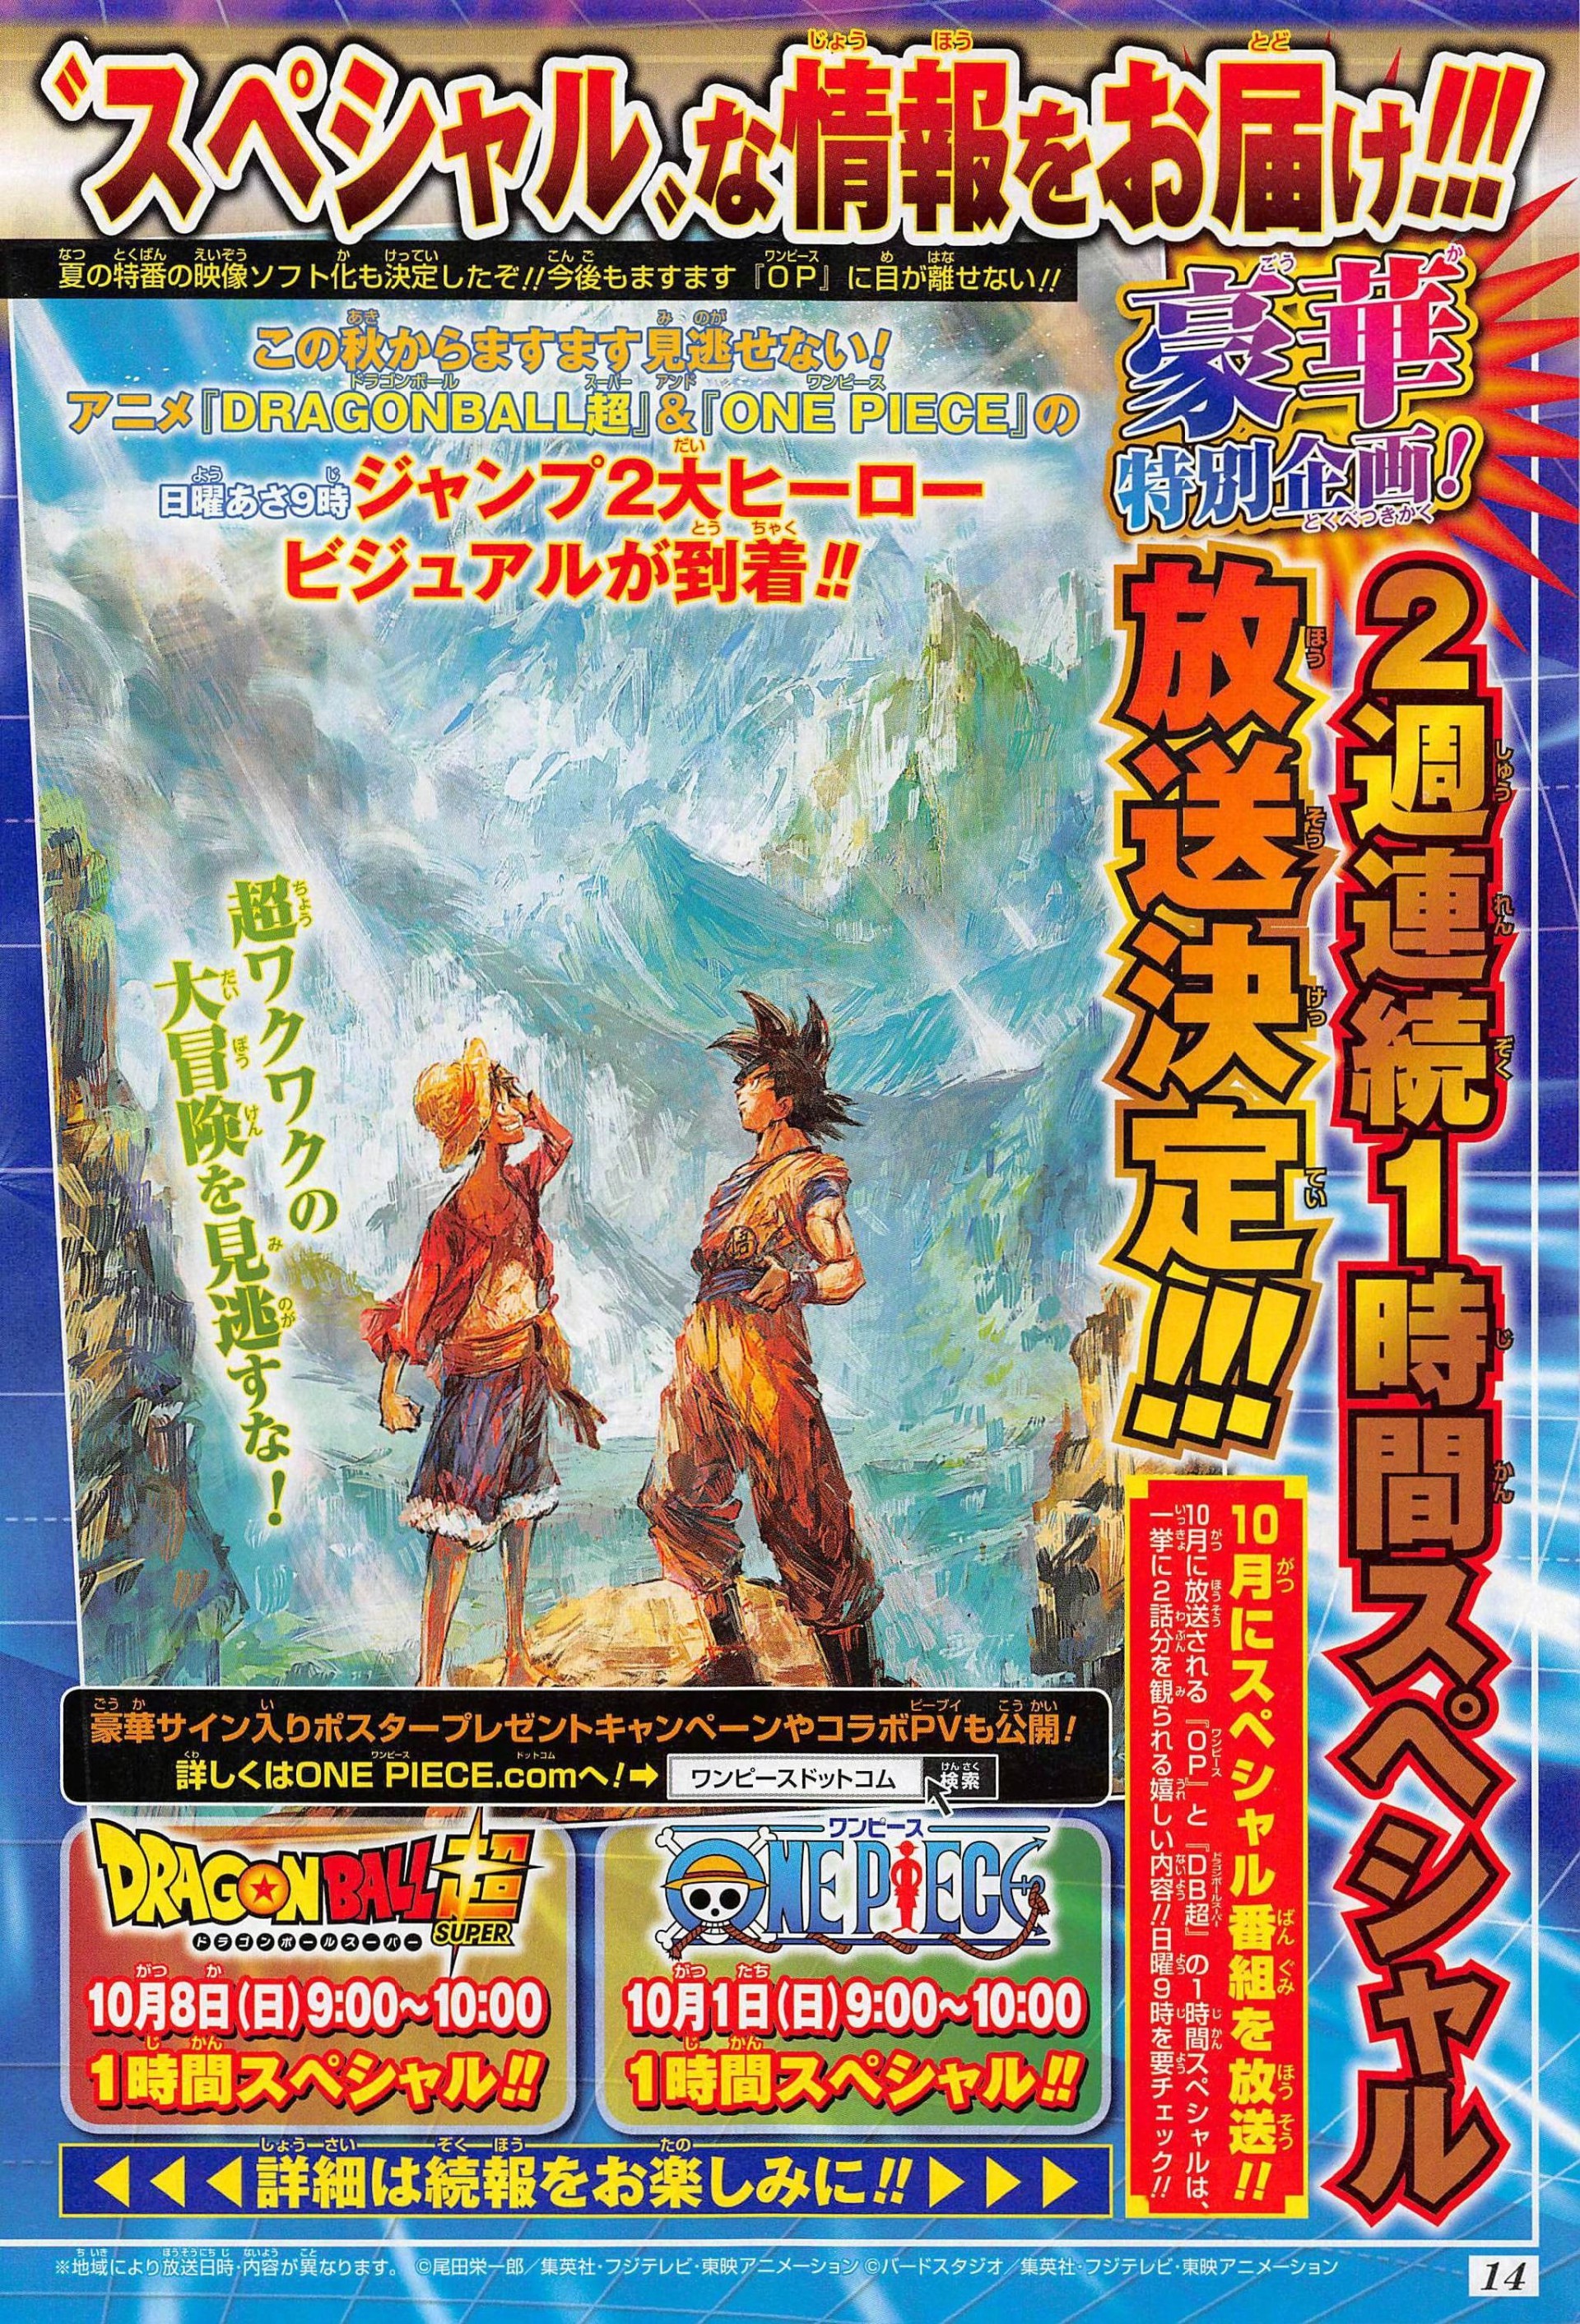 〝スペシャル〟な情報をお届け!!!
夏の特番の映像ソフト化も決定したぞ!!今後もますます『OP』に目が離せない!!
豪華
特別企画!
この秋からますます見逃せない!
アニメ『DRAGONBALL超』&『ONE PIECE』の
日曜あさ9時ジャンプ2大ヒーロー
ビジュアルが到着!!
2週連続1時間スペシャル
放送決定!!!
超ワクワクの
大冒険を見逃すな!
悟
10月にスペシャル番組を放送!!
10月に放送される『OP』と『DB超』の1時間スペシャルは、
一挙に2話分を観られる嬉しい内容!!日曜9時を要チェック!!
豪華サイン入りポスタープレゼントキャンペーンやコラボPVも公開!
詳しくはONE PIECE.comへ!➡ ワンピースドットコム 検索
DRAGON BALL超
SUPER
ドラゴンボールスーパー
10月8日(日)9:00~10:00
1時間スペシャル!!
ワンピース
ONE PIECE
10月1日(日)9:00~10:00
1時間スペシャル!!
◀◀◀詳細は続報をお楽しみに!!▶▶▶
※地域により放送日時・内容が異なります。 ©尾田栄一郎/集英社・フジテレビ・東映アニメーション ©バードスタジオ/集英社・フジテレビ・東映アニメーション
14